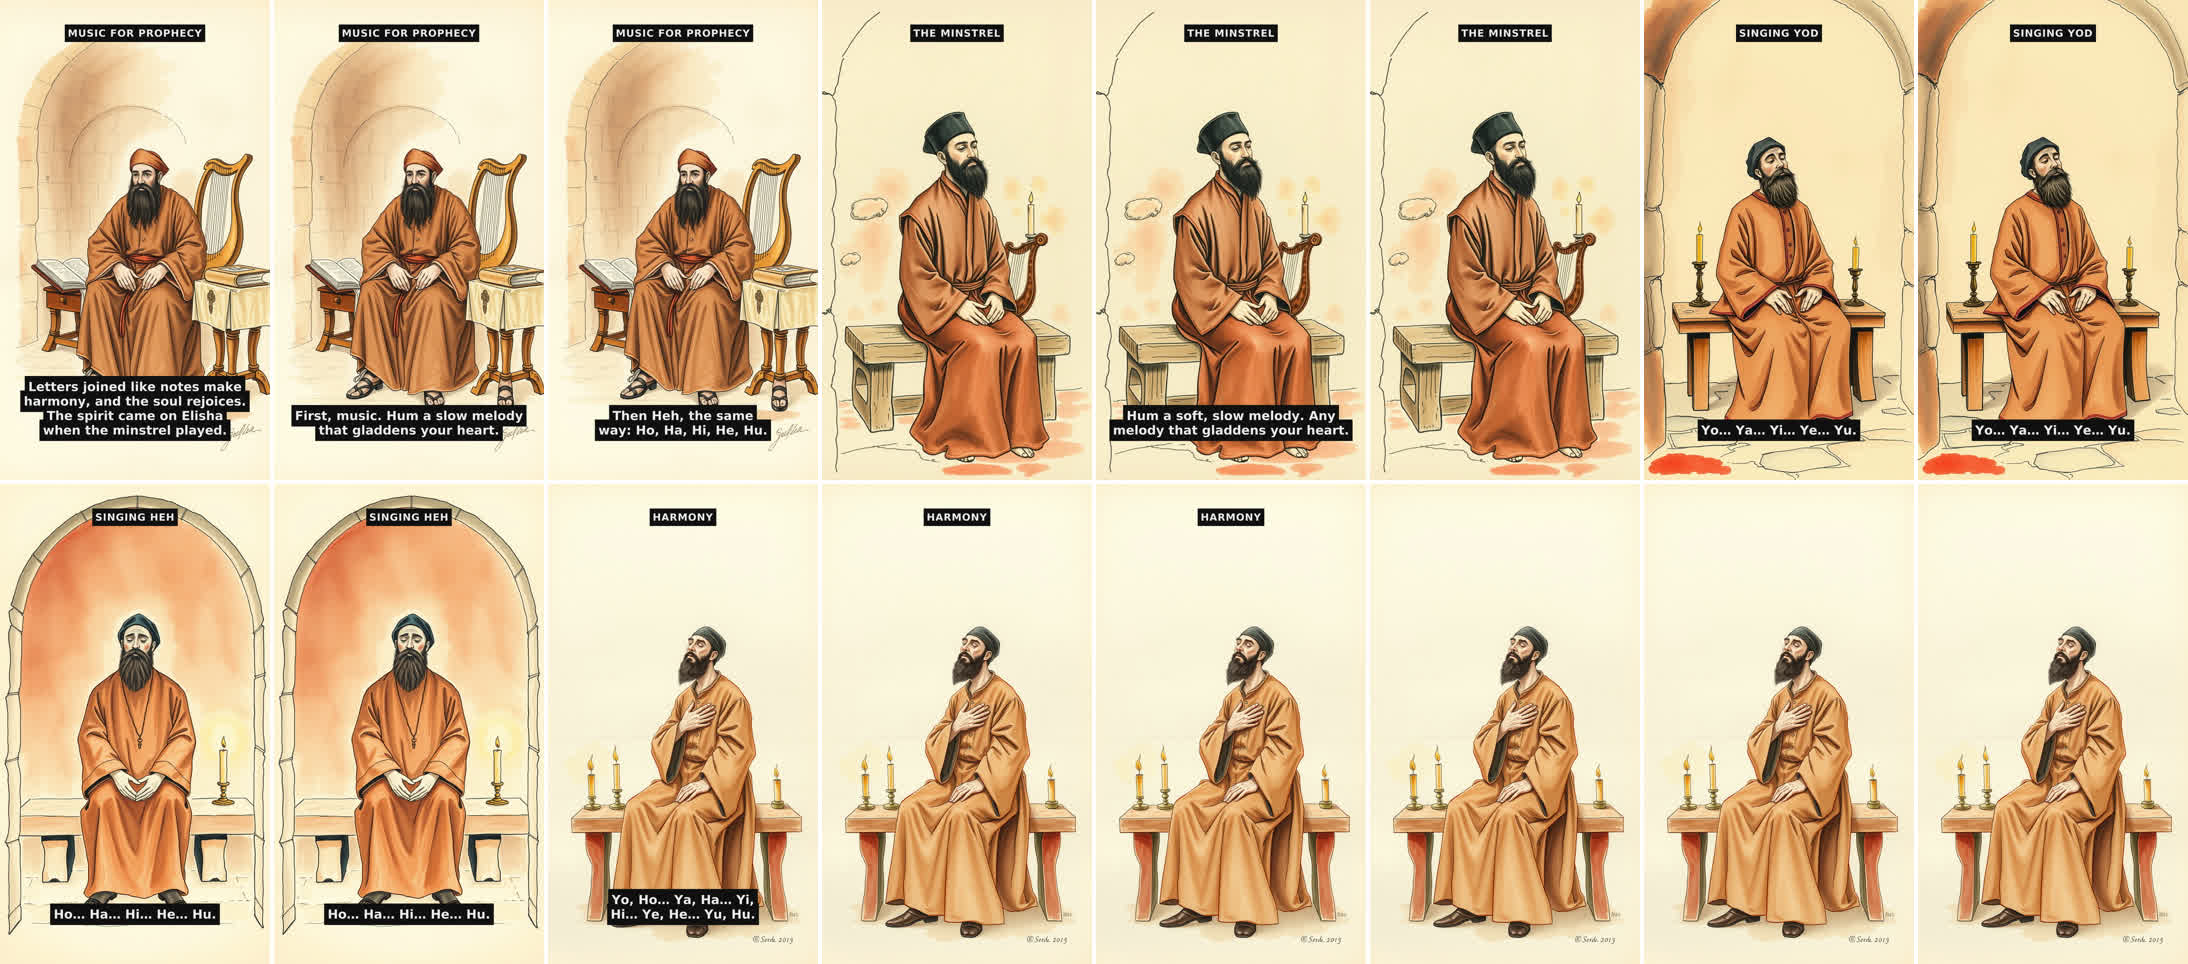 MUSIC FOR PROPHECY
Letters joined like notes make
harmony, and the soul rejoices.
The spirit came on Elisha
when the minstrel played.
MUSIC FOR PROPHECY
First, music. Hum a slow melody
that gladdens your heart.
MUSIC FOR PROPHECY
Then Heh, the same
way: Ho, Ha, Hi, He, Hu.
THE MINSTREL
THE MINSTREL
Hum a soft, slow melody. Any
melody that gladdens your heart.
THE MINSTREL
SINGING YOD
Yo... Ya... Yi... Ye... Yu.
SINGING YOD
Yo... Ya... Yi... Ye... Yu.
SINGING HEH
Ho... Ha... Hi... He... Hu.
SINGING HEH
Ho... Ha... Hi... He... Hu.
HARMONY
Yo, Ho... Ya, Ha... Yi,
Hi... Ye, He... Yu, Hu.
HARMONY
HARMONY